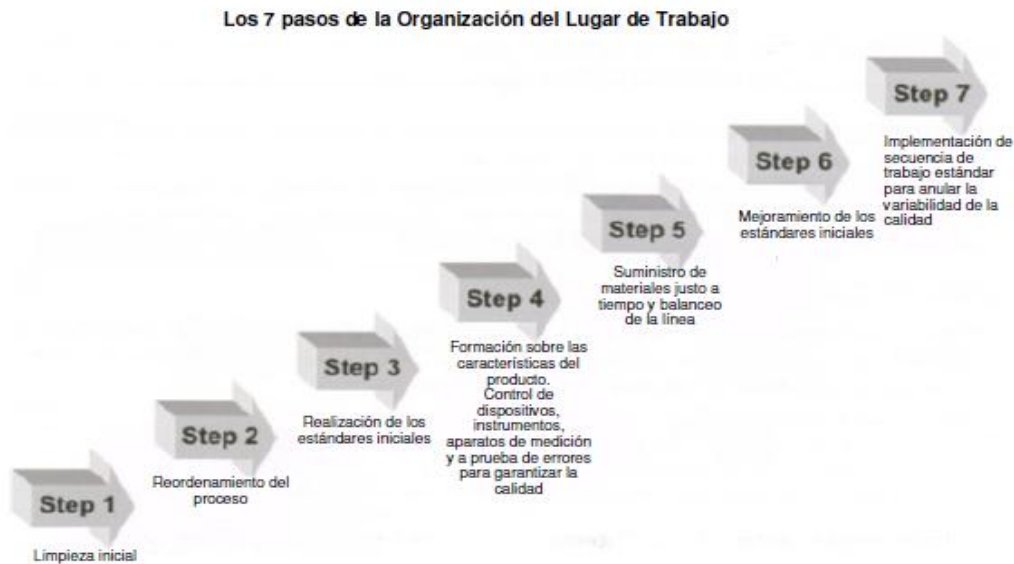 Los 7 pasos de la Organización del Lugar de Trabajo
Step 1
Limpieza inicial
Step 2
Reordenamiento del
proceso
Step 3
Realización de los
estándares iniciales
Step 4
Formación sobre las
características del
producto.
Control de
dispositivos,
instrumentos,
aparatos de medición
y a prueba de errores
para garantizar la
calidad
Step 5
Suministro de
materiales justo a
tiempo y balanceo
de la línea
Step 6
Mejoramiento de los
estándares iniciales
Step 7
Implementación de
secuencia de
trabajo estándar
para anular la
variabilidad de la
calidad